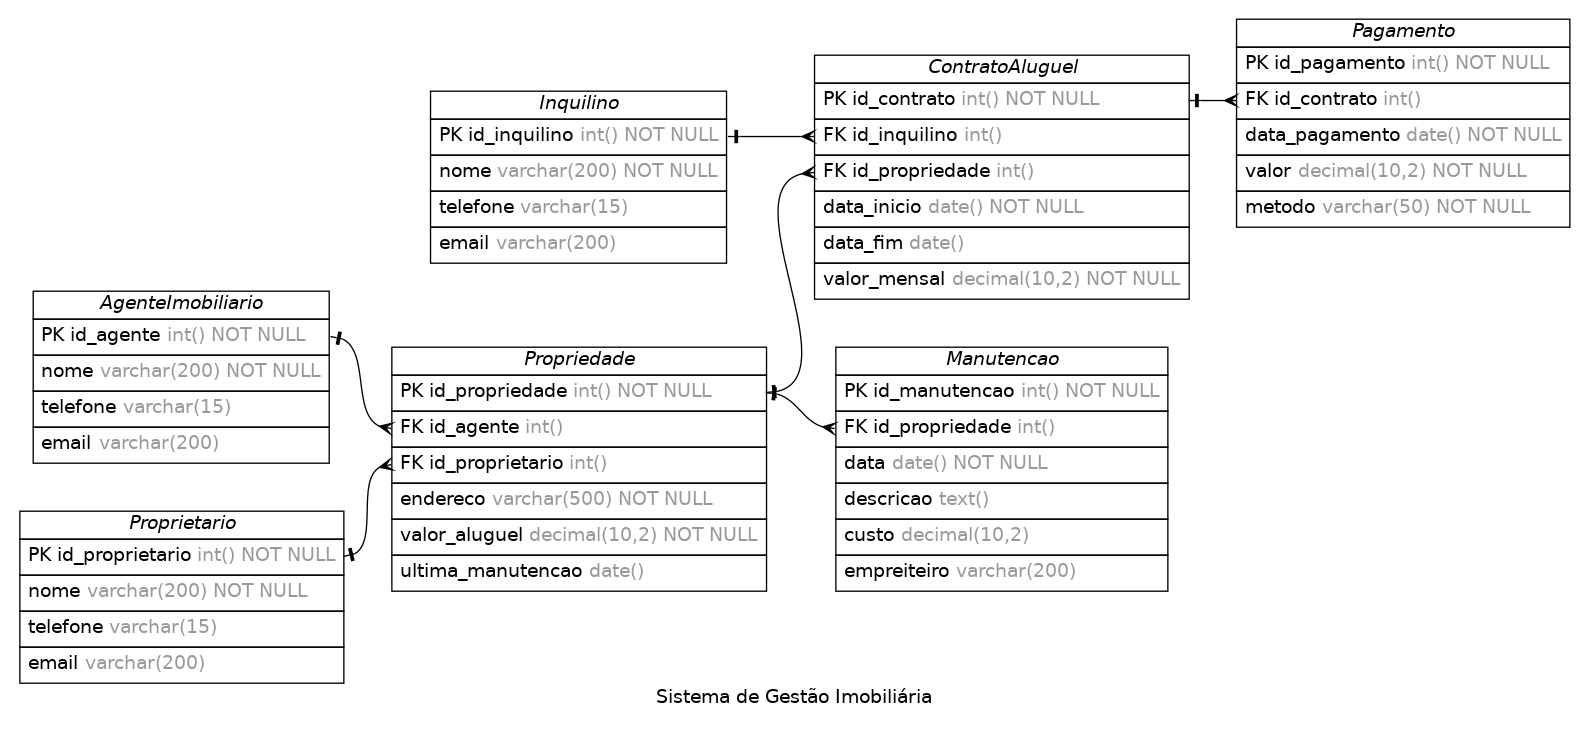 Pagamento
PK id_pagamento int() NOT NULL
FK id_contrato int()
data_pagamento date() NOT NULL
valor decimal(10,2) NOT NULL
metodo varchar(50) NOT NULL
ContratoAluguel
PK id_contrato int() NOT NULL
FK id_inquilino int()
FK id_propriedade int()
data_inicio date() NOT NULL
data_fim date()
valor_mensal decimal(10,2) NOT NULL
Inquilino
PK id_inquilino int() NOT NULL
nome varchar(200) NOT NULL
telefone varchar(15)
email varchar(200)
AgenteImobiliario
PK id_agente int() NOT NULL
nome varchar(200) NOT NULL
telefone varchar(15)
email varchar(200)
Propriedade
PK id_propriedade int() NOT NULL
FK id_agente int()
FK id_proprietario int()
endereco varchar(500) NOT NULL
valor_aluguel decimal(10,2) NOT NULL
ultima_manutencao date()
Manutencao
PK id_manutencao int() NOT NULL
FK id_propriedade int()
data date() NOT NULL
descricao text()
custo decimal(10,2)
empreiteiro varchar(200)
Proprietario
PK id_proprietario int() NOT NULL
nome varchar(200) NOT NULL
telefone varchar(15)
email varchar(200)
Sistema de Gestão Imobiliária